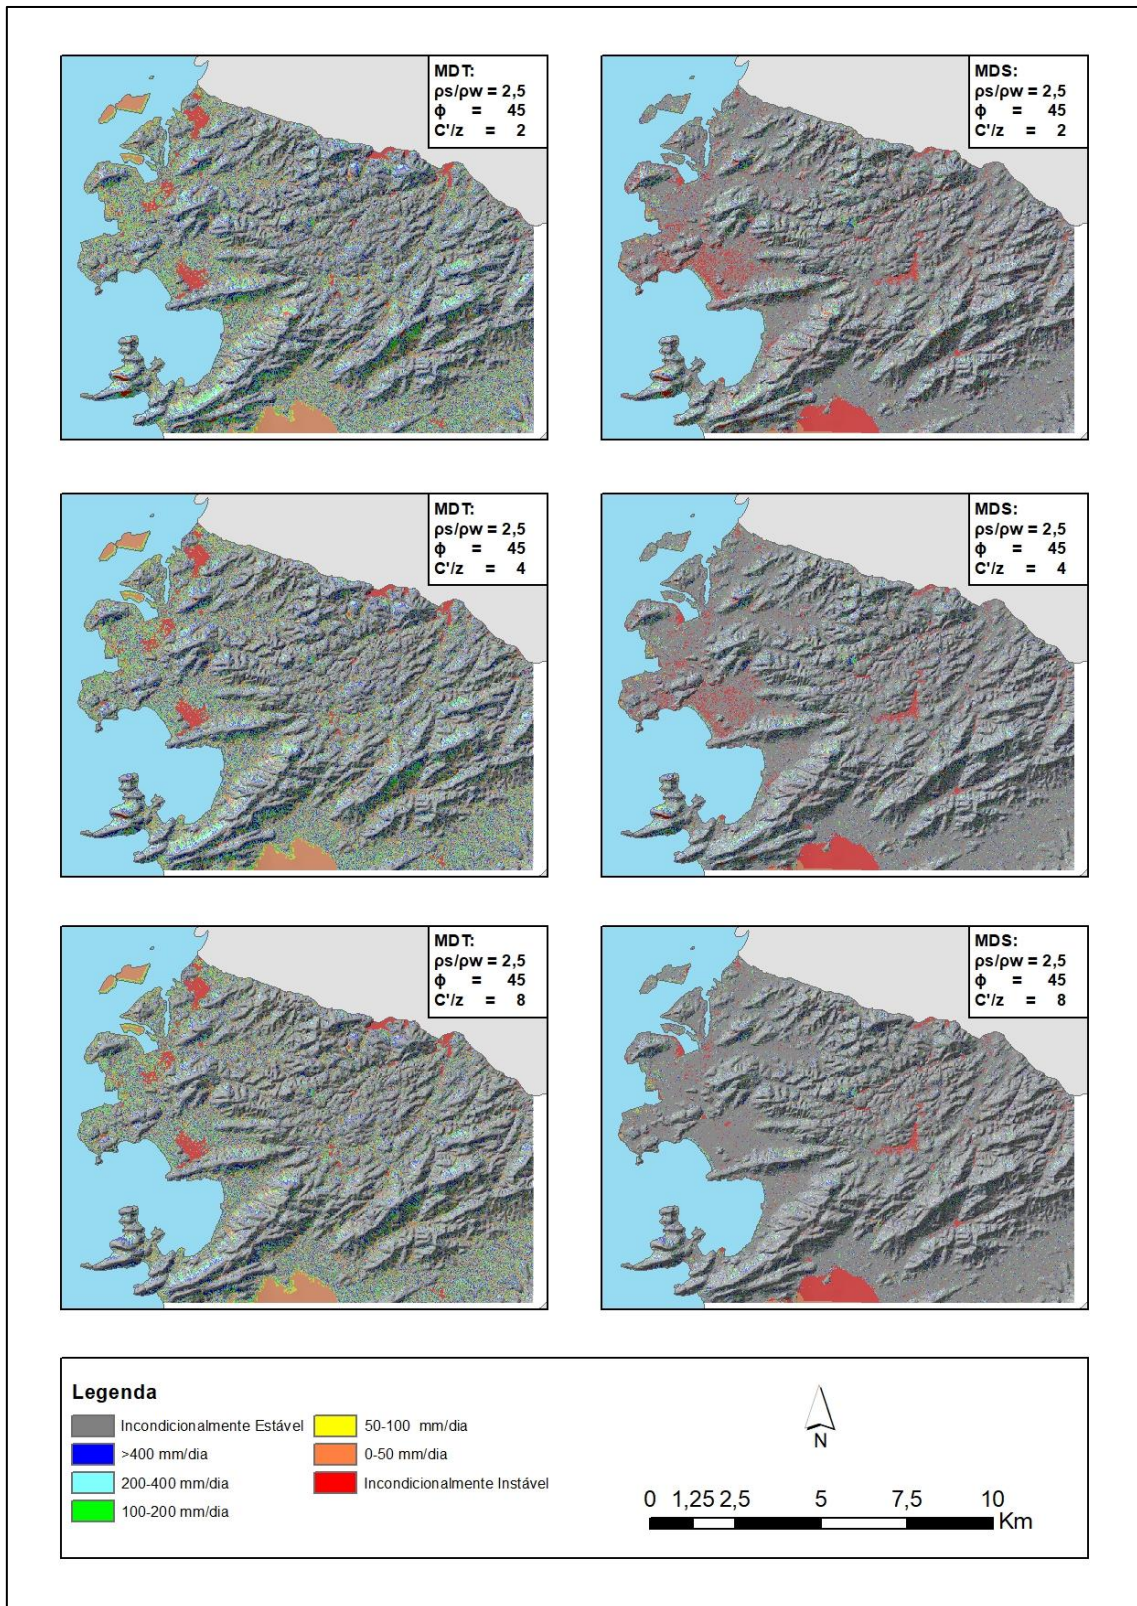 MDT:
ρs/ρw = 2,5
ф = 45
C'/z = 2
MDS:
ρs/ρw = 2,5
ф = 45
C'/z = 2
MDT:
ρs/ρw = 2,5
ф = 45
C'/z = 4
MDS:
ρs/ρw = 2,5
ф = 45
C'/z = 4
MDT:
ρs/ρw = 2,5
ф = 45
C'/z = 8
MDS:
ρs/ρw = 2,5
ф = 45
C'/z = 8
Legenda
Incondicionalmente Estável
>400 mm/dia
200-400 mm/dia
100-200 mm/dia
50-100 mm/dia
0-50 mm/dia
Incondicionalmente Instável
N
0 1,25 2,5 5 7,5 10
Km